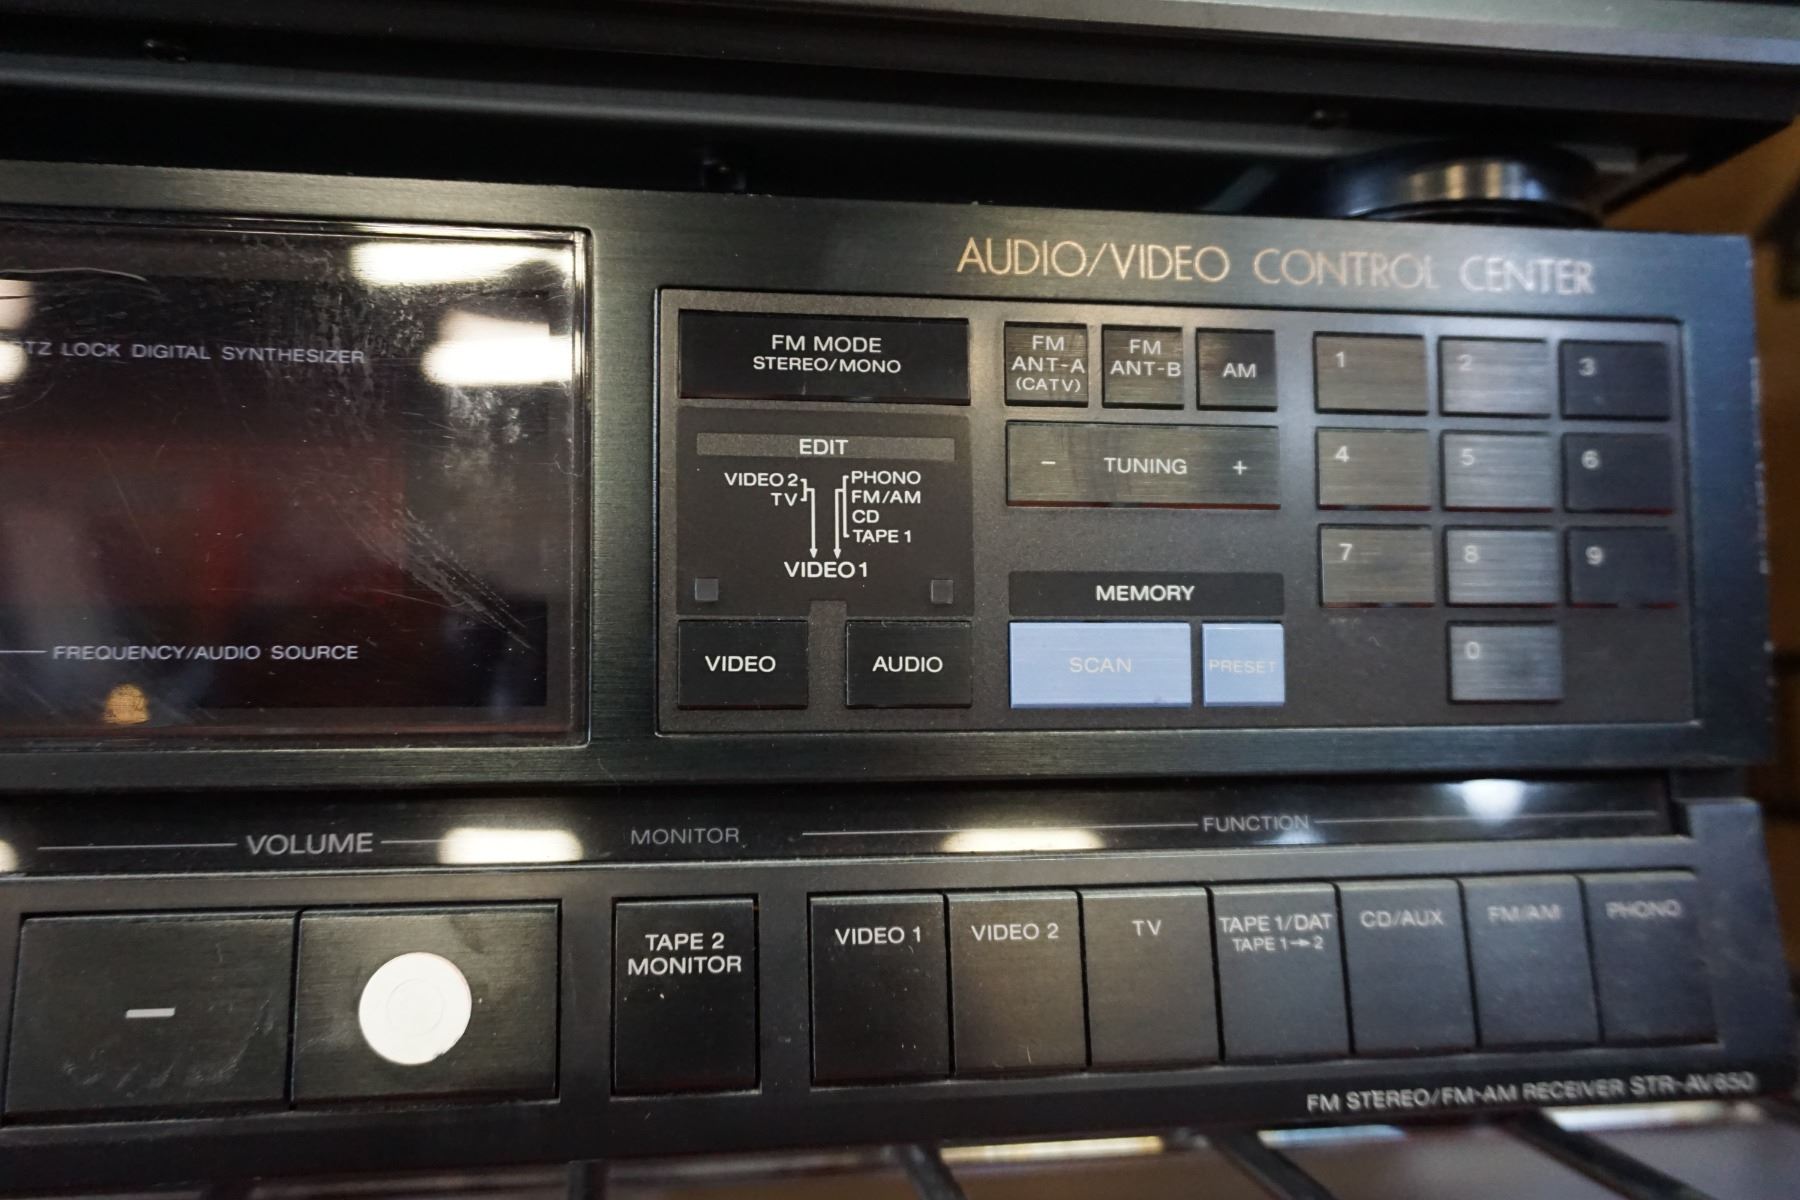 AUDIO/VIDEO CONTROL CENTER
LOCK DIGITAL SYNTHESIZER
FREQUENCY/AUDIO SOURCE
FM MODE
STEREO/MONO
EDIT
VIDEO 2
TV
PHONO
FM/AM
CD
TAPE 1
VIDEO 1
VIDEO
AUDIO
FM
ANT-A
(CATV)
FM
ANT-B
AM
- TUNING +
MEMORY
SCAN
PRESET
1 2 3
4 5 6
7 8 9
0
VOLUME
MONITOR
FUNCTION
–
TAPE 2
MONITOR
VIDEO 1
VIDEO 2
TV
TAPE 1/DAT
TAPE 1→2
CD/AUX
FM/AM
PHONO
FM STEREO/FM-AM RECEIVER STR-AV650